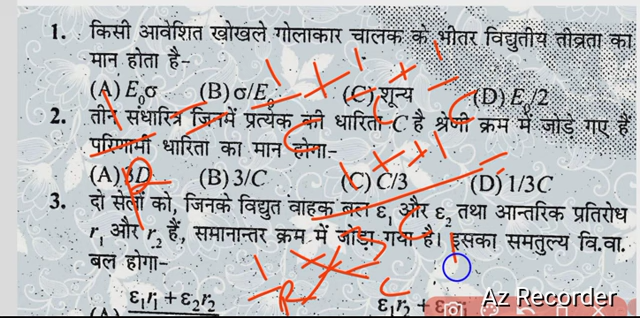 1. किसी आवेशित खोखले गोलाकार चालक के भीतर विद्युतीय तीव्रता का
मान होता है-
(A) E₀σ (B) σ/E₀ (C) शून्य (D) E₀/2
2. तीन संधारित्र जिनमें प्रत्येक की धारिता C है श्रेणी क्रम में जोड़े गए हैं
परिणामी धारिता का मान होगा-
(A) 3D (B) 3/C (C) C/3 (D) 1/3C
3. दो सेलों को, जिनके विद्युत वाहक बल ε₁ और ε₂ तथा आन्तरिक प्रतिरोध
r₁ और r₂ हैं, समानान्तर क्रम में जोड़ा गया है। इसका समतुल्य वि.वा.
बल होगा-
(A) ε₁r₁ + ε₂r₂ ε₁r₂ +
Az Recorder